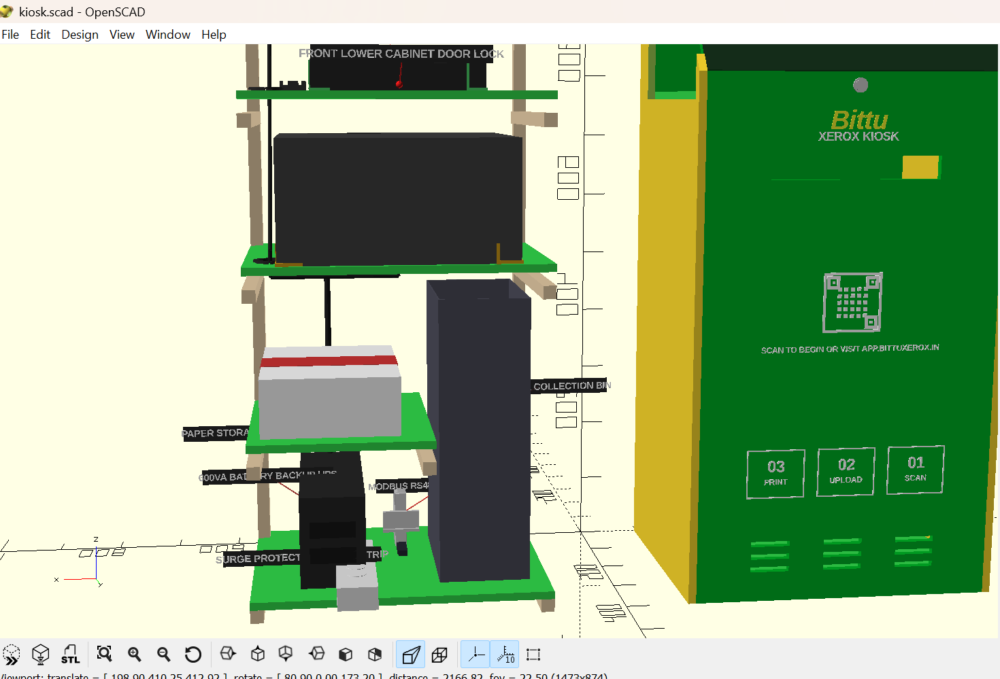 kiosk.scad - OpenSCAD
File Edit Design View Window Help
FRONT LOWER CABINET DOOR LOCK
Bittu
XEROX KIOSK
SCAN TO BEGIN OR VISIT APP.BITTUXEROX.IN
COLLECTION BIN
PAPER STORA
600VA BATTERY BACKUP UPS
MODBUS RS4
SURGE PROTECT
TRIP
03
PRINT
02
UPLOAD
01
SCAN
z
x
y
STL
10
Viewport: translate = [ 198.90 410.25 412.92 ], rotate = [ 80.90 0.00 173.20 ], distance = 2166.82, fov = 22.50 (1473x874)